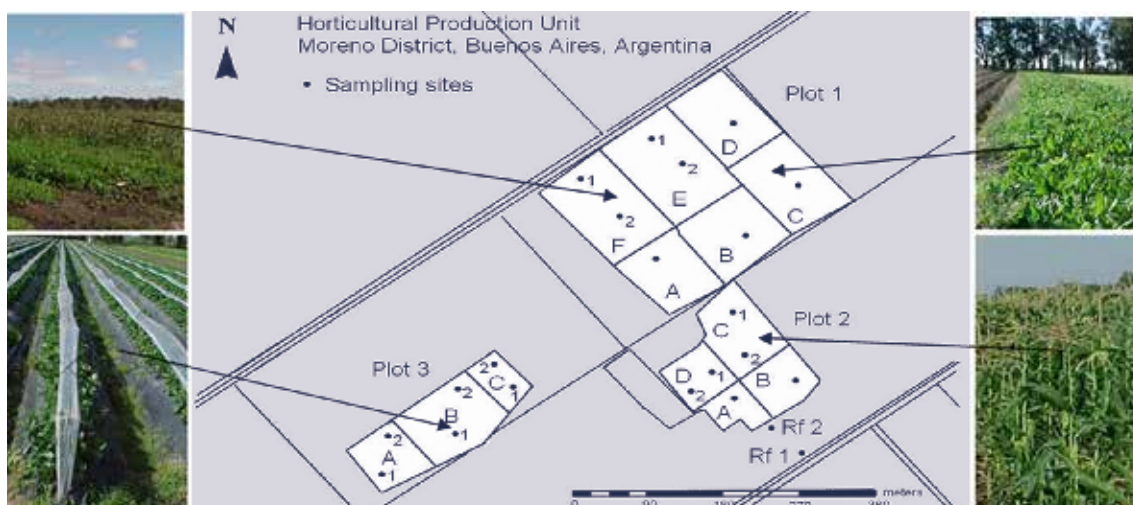 N
Horticultural Production Unit
Moreno District, Buenos Aires, Argentina
• Sampling sites
Plot 1
D
1
2
E
1
C
2
F
B
A
Plot 2
1
C
2
Plot 3
2
C
1
D
1
B
2
2
A
B
1
Rf 2
2
A
1
Rf 1
0
90
meters